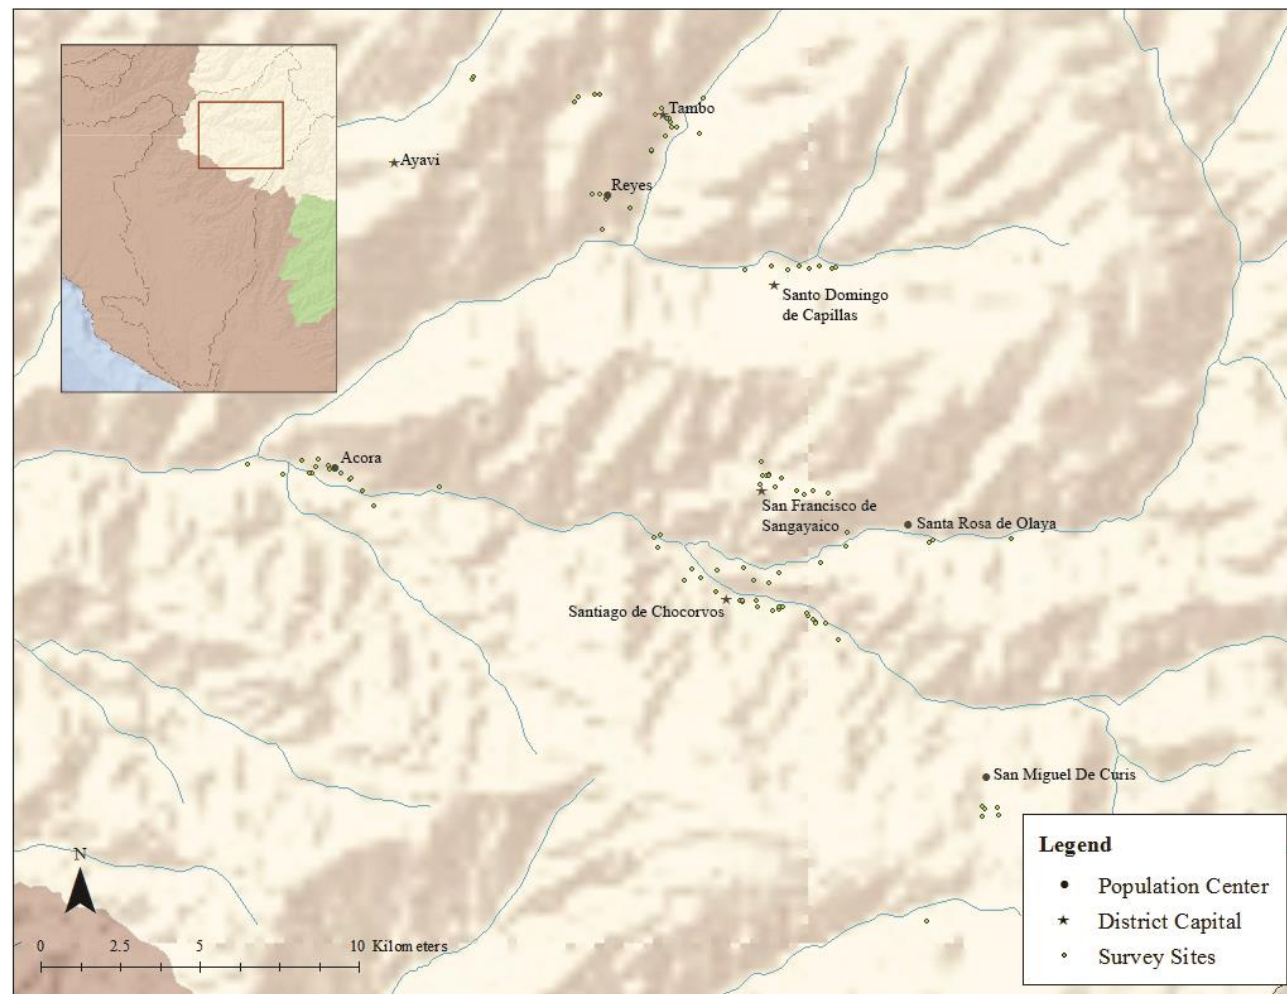 Tambo
Ayavi
Reyes
Santo Domingo
de Capillas
Acora
San Francisco de
Sangayaico
Santa Rosa de Olaya
Santiago de Chocorvos
San Miguel De Curis
Legend
Population Center
District Capital
Survey Sites
N
0 2.5 5 10 Kilometers